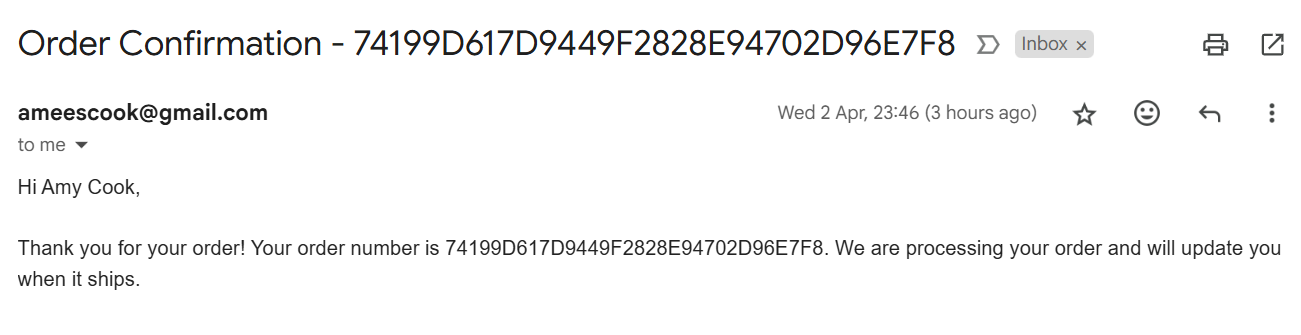 Order Confirmation - 74199D617D9449F2828E94702D96E7F8 Inbox ×
ameescook@gmail.com Wed 2 Apr, 23:46 (3 hours ago)
to me
Hi Amy Cook,
Thank you for your order! Your order number is 74199D617D9449F2828E94702D96E7F8. We are processing your order and will update you
when it ships.